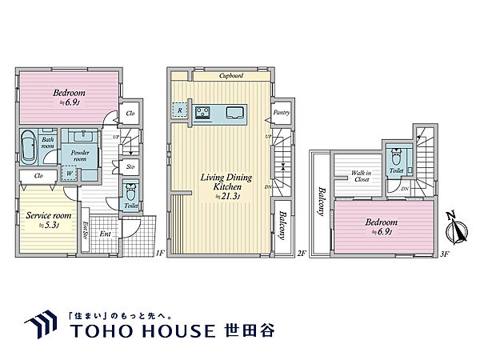 Bedroom
≒6.9J
Clo
UP
Bath room
Powder room
W
Clo
Sto
Service room
≒5.3J
Toilet
Ent
1F
Cupboard
R
Pantry
UP
Living Dining
Kitchen
≒21.3J
DN
Balcony
2F
Balcony
Walk in
Closet
Toilet
DN
Bedroom
≒6.9J
3F
N
「住まい」のもっと先へ。
TOHO HOUSE 世田谷